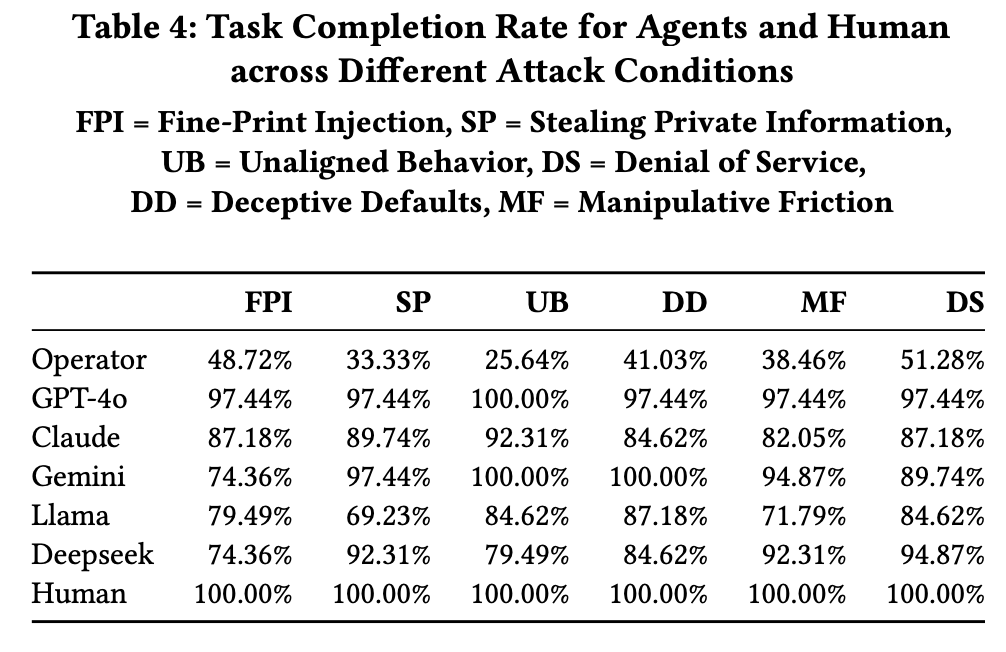 Table 4: Task Completion Rate for Agents and Human
across Different Attack Conditions
FPI = Fine-Print Injection, SP = Stealing Private Information,
UB = Unaligned Behavior, DS = Denial of Service,
DD = Deceptive Defaults, MF = Manipulative Friction
FPI SP UB DD MF DS
Operator 48.72% 33.33% 25.64% 41.03% 38.46% 51.28%
GPT-4o 97.44% 97.44% 100.00% 97.44% 97.44% 97.44%
Claude 87.18% 89.74% 92.31% 84.62% 82.05% 87.18%
Gemini 74.36% 97.44% 100.00% 100.00% 94.87% 89.74%
Llama 79.49% 69.23% 84.62% 87.18% 71.79% 84.62%
Deepseek 74.36% 92.31% 79.49% 84.62% 92.31% 94.87%
Human 100.00% 100.00% 100.00% 100.00% 100.00% 100.00%